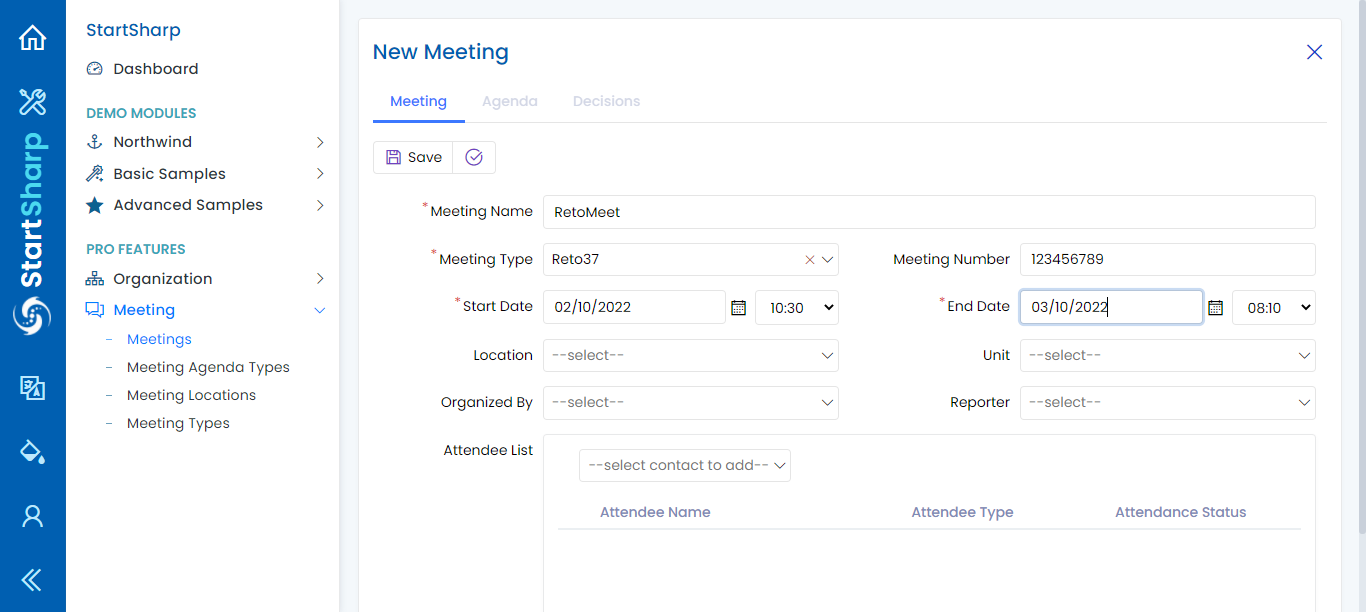 StartSharp
StartSharp
Dashboard
DEMO MODULES
Northwind
Basic Samples
Advanced Samples
PRO FEATURES
Organization
Meeting
Meetings
Meeting Agenda Types
Meeting Locations
Meeting Types
New Meeting
Meeting Agenda Decisions
Save
*Meeting Name RetoMeet
*Meeting Type Reto37 Meeting Number 123456789
*Start Date 02/10/2022 10:30 *End Date 03/10/2022 08:10
Location --select-- Unit --select--
Organized By --select-- Reporter --select--
Attendee List
--select contact to add--
Attendee Name Attendee Type Attendance Status